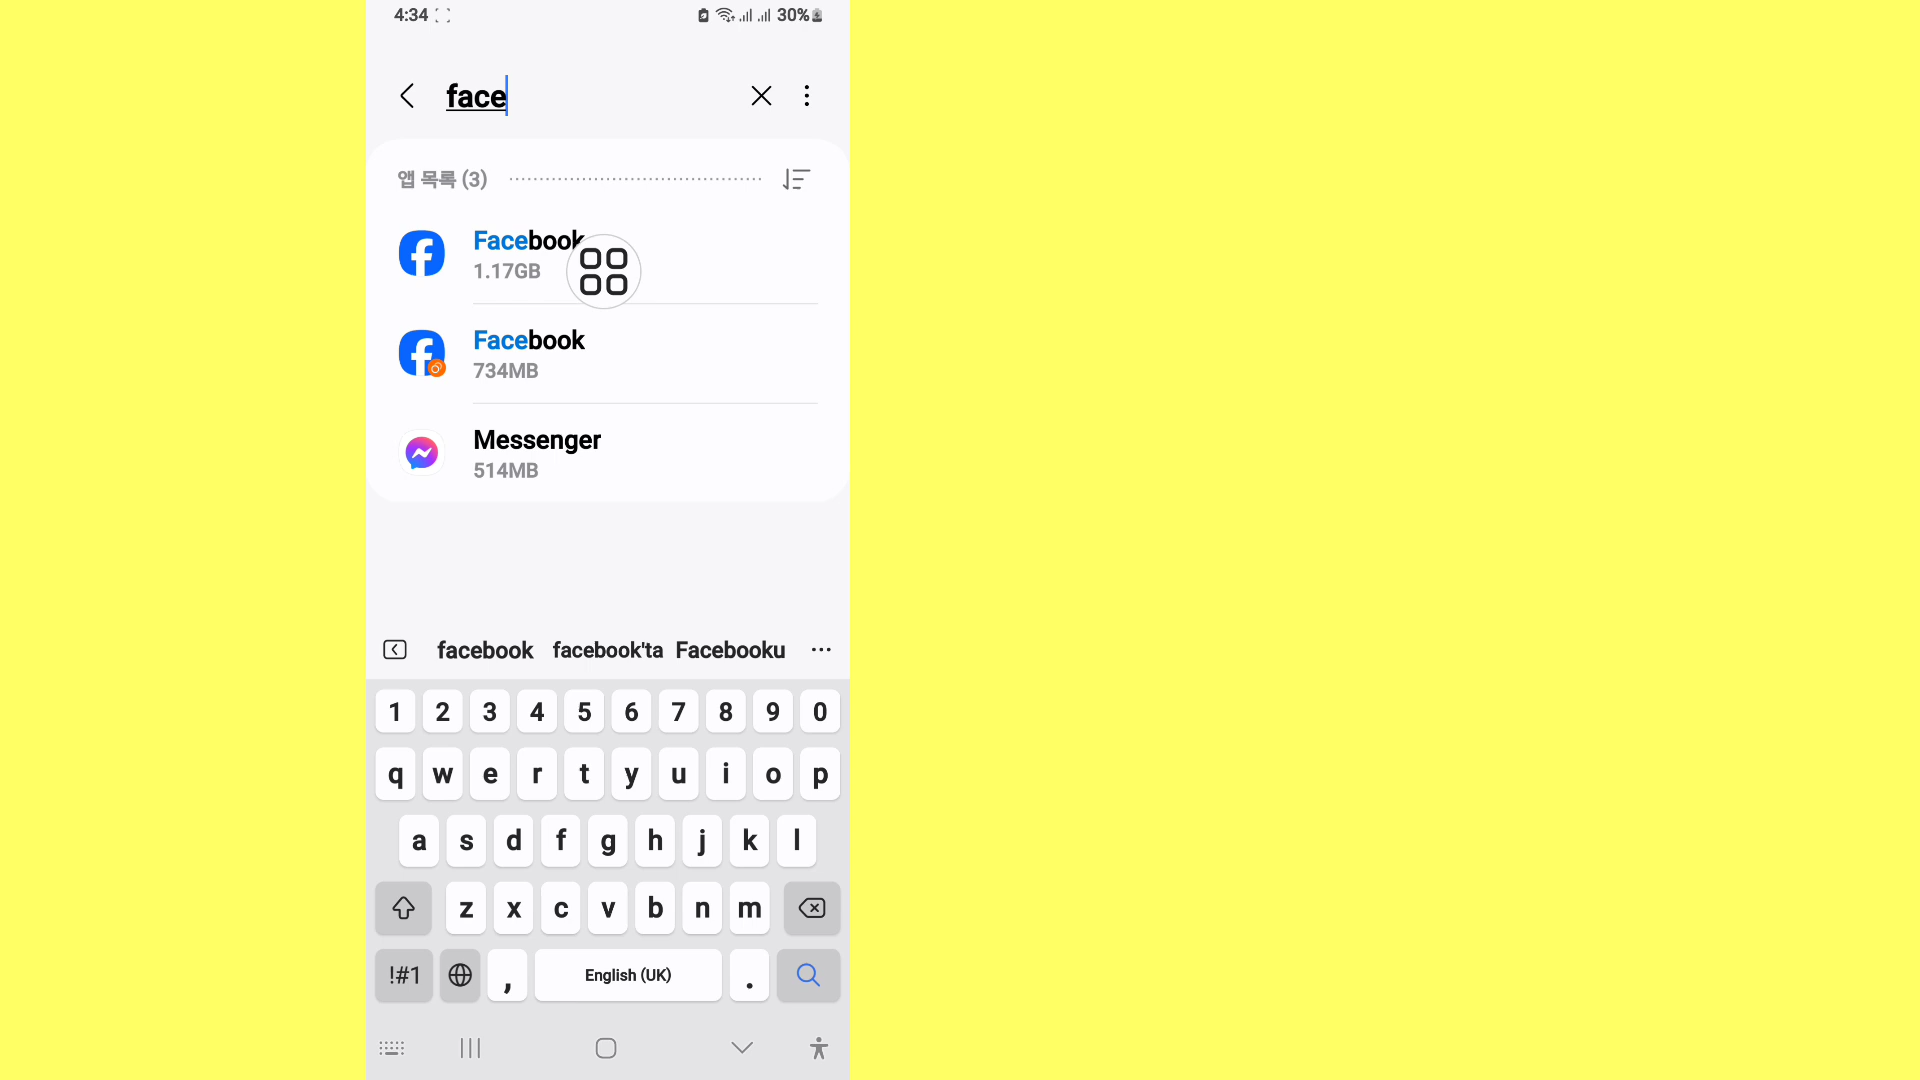 4:34
30%
face
앱 목록 (3)
Facebook
1.17GB
Facebook
734MB
Messenger
514MB
facebook facebook'ta Facebooku
1 2 3 4 5 6 7 8 9 0
q w e r t y u i o p
a s d f g h j k l
z x c v b n m
!#1 , English (UK) .